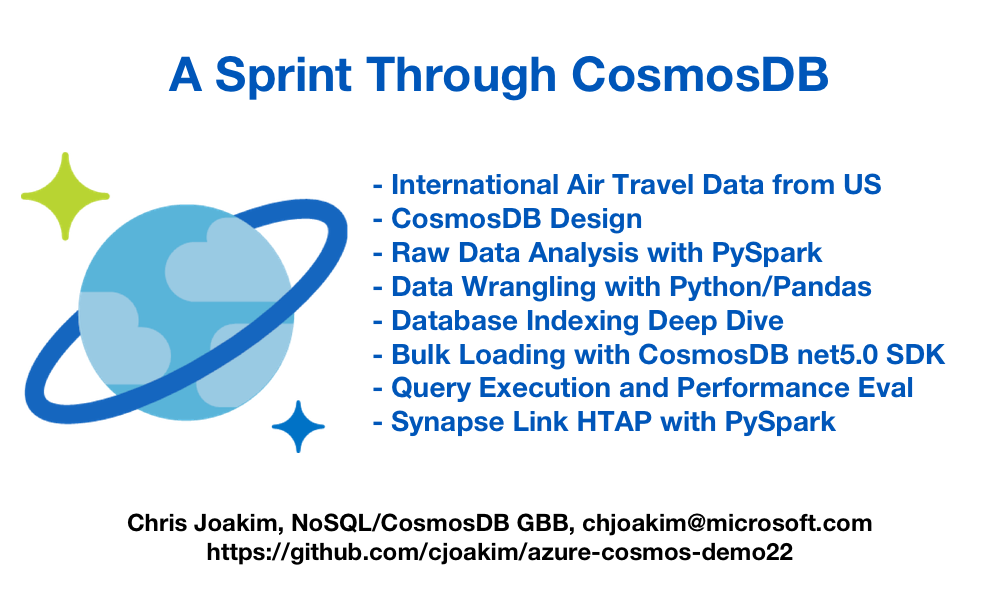 A Sprint Through CosmosDB
- International Air Travel Data from US
- CosmosDB Design
- Raw Data Analysis with PySpark
- Data Wrangling with Python/Pandas
- Database Indexing Deep Dive
- Bulk Loading with CosmosDB net5.0 SDK
- Query Execution and Performance Eval
- Synapse Link HTAP with PySpark
Chris Joakim, NoSQL/CosmosDB GBB, chjoakim@microsoft.com
https://github.com/cjoakim/azure-cosmos-demo22